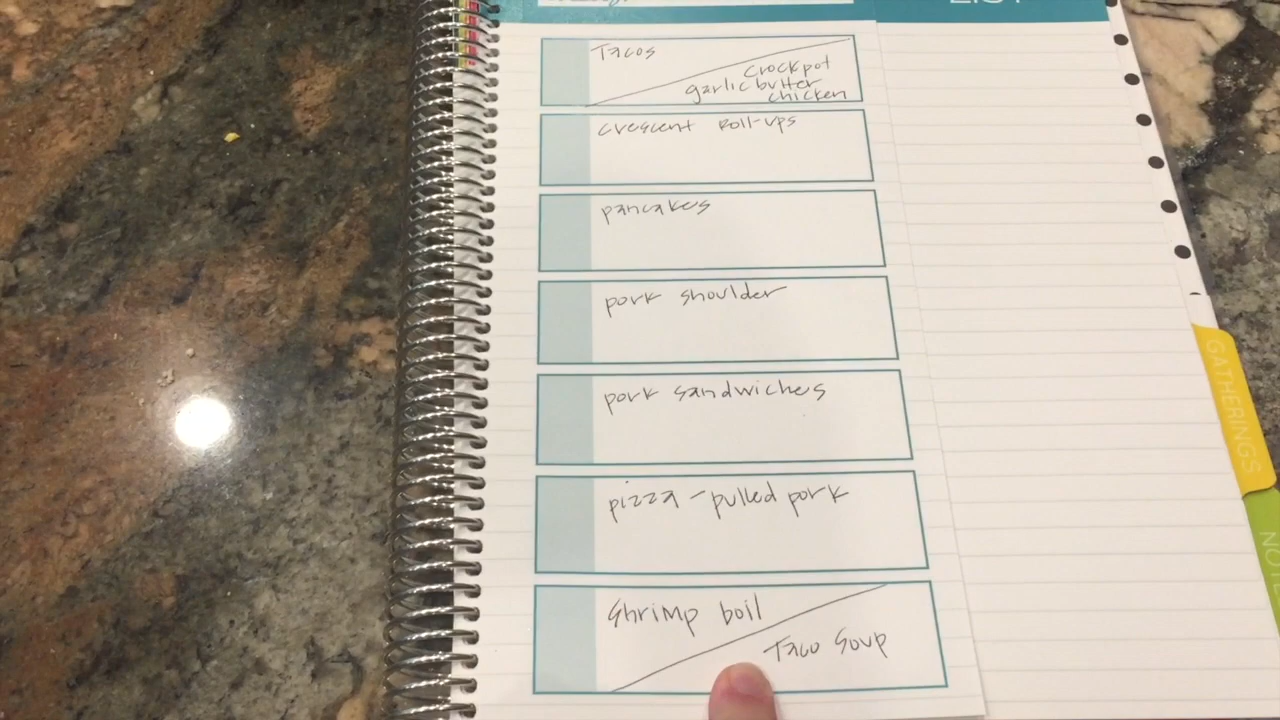 LIST
Tacos
Crockpot
garlic butter
chicken
crescent Roll-ups
pancakes
pork shoulder
pork sandwiches
pizza - pulled pork
Shrimp boil
Taco Soup
GATHERINGS